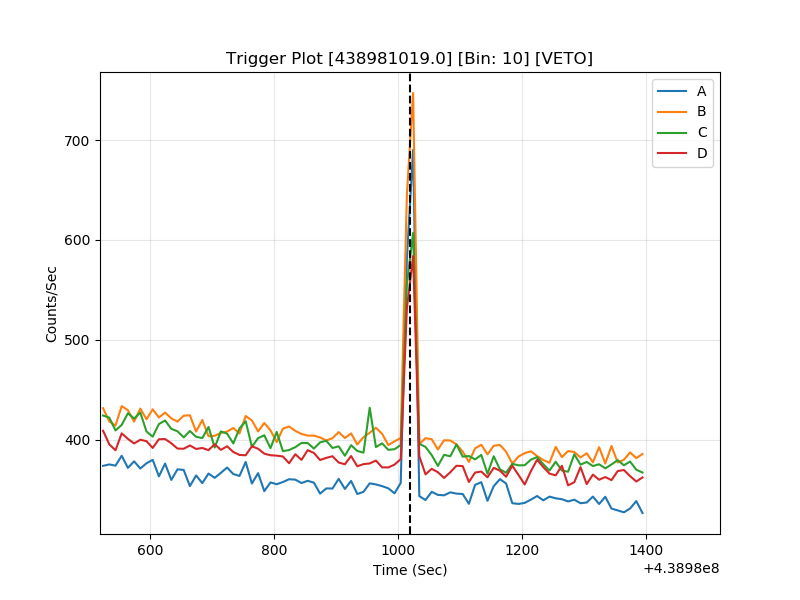 Trigger Plot [438981019.0] [Bin: 10] [VETO]
A
B
C
D
700
600
500
400
Counts/Sec
600
800
1000
1200
1400
Time (Sec)
+4.3898e8